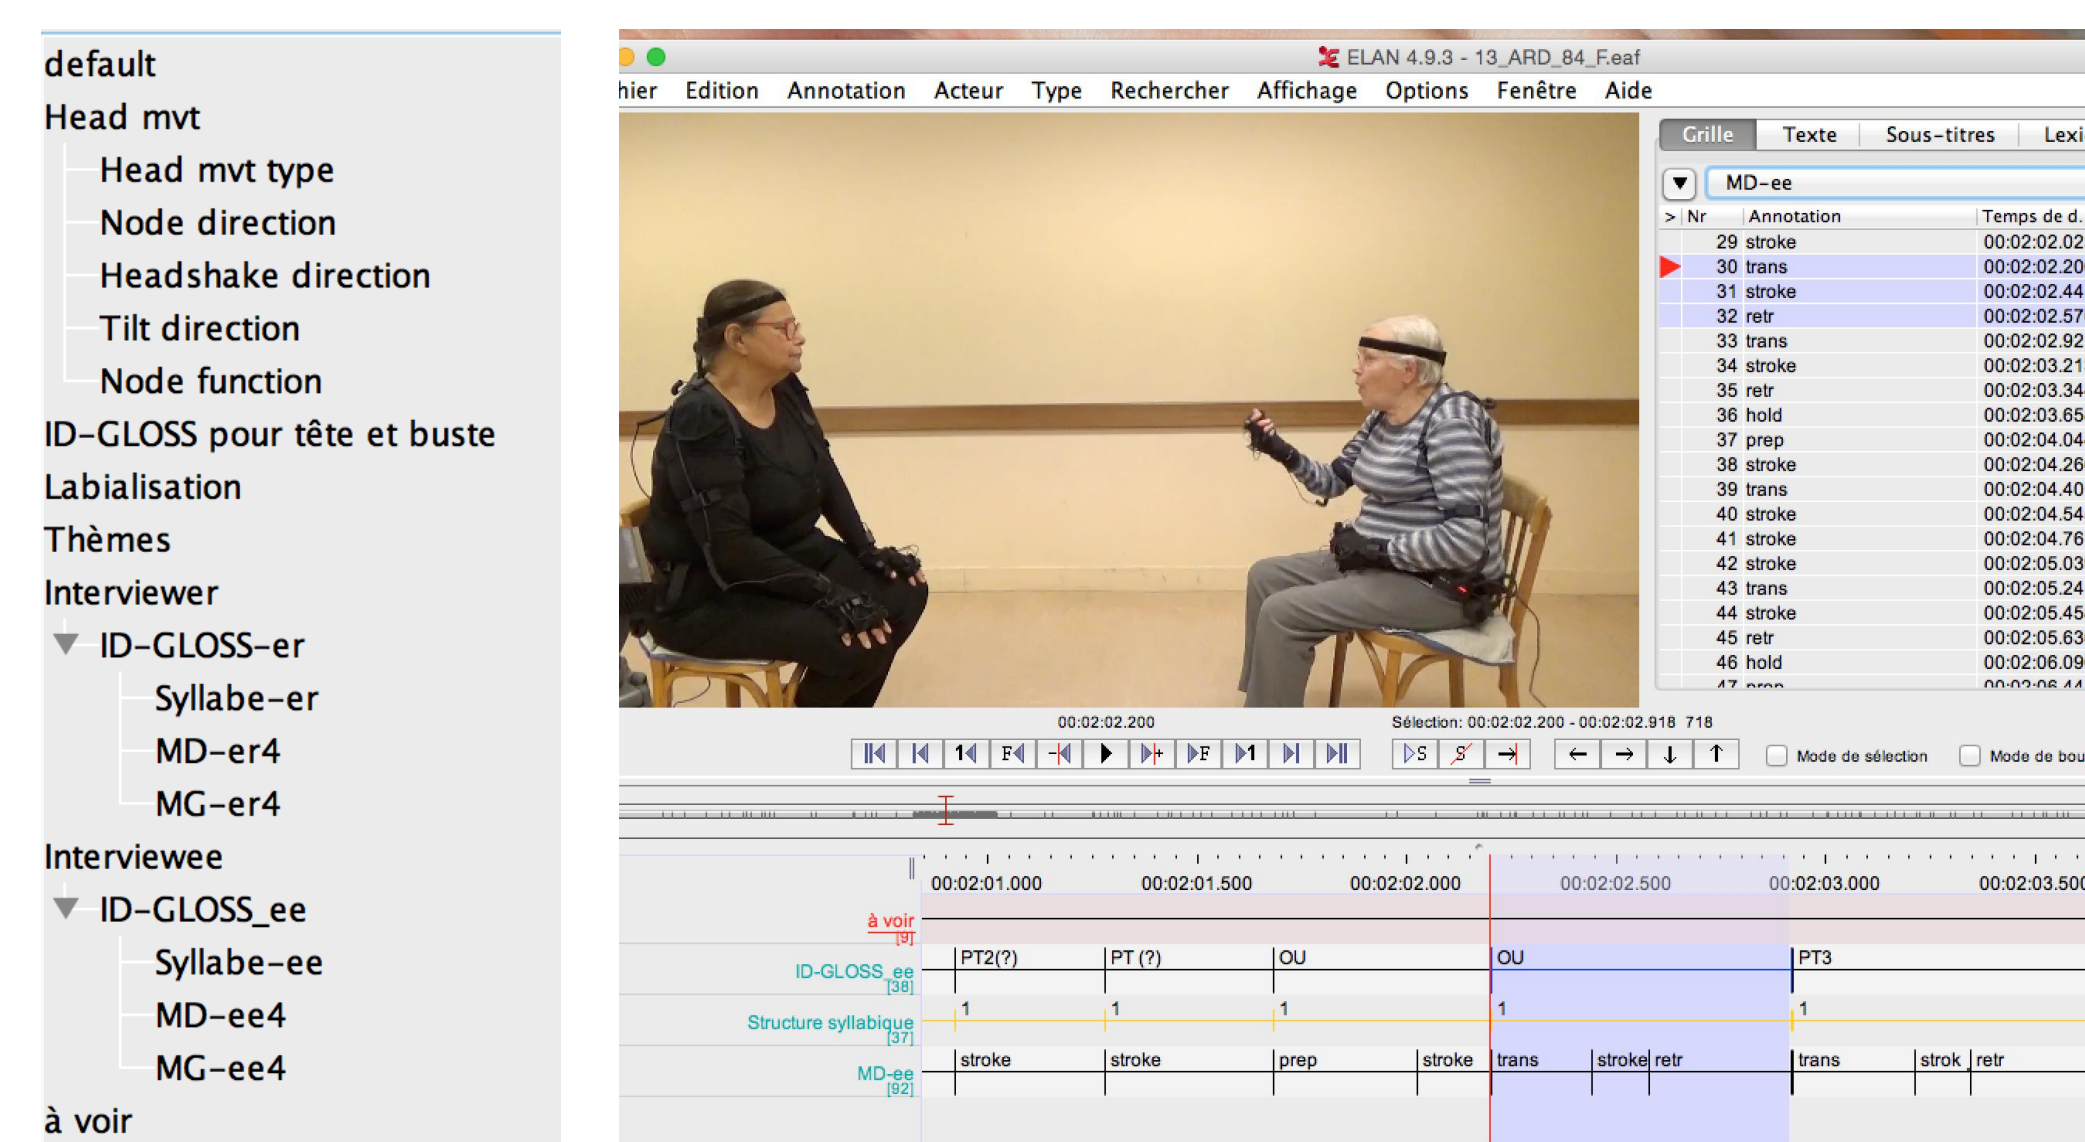 default
Head mvt
Head mvt type
Node direction
Headshake direction
Tilt direction
Node function
ID-GLOSS pour tête et buste
Labialisation
Thèmes
Interviewer
ID-GLOSS-er
Syllabe-er
MD-er4
MG-er4
Interviewee
ID-GLOSS_ee
Syllabe-ee
MD-ee4
MG-ee4
à voir
ELAN 4.9.3 - 13_ARD_84_F.eaf
hier Edition Annotation Acteur Type Rechercher Affichage Options Fenêtre Aide
Grille Texte Sous-titres Lexi
MD-ee
> Nr Annotation Temps de d.
29 stroke 00:02:02.02
30 trans 00:02:02.20
31 stroke 00:02:02.44
32 retr 00:02:02.57
33 trans 00:02:02.92
34 stroke 00:02:03.21
35 retr 00:02:03.34
36 hold 00:02:03.65
37 prep 00:02:04.04
38 stroke 00:02:04.26
39 trans 00:02:04.40
40 stroke 00:02:04.54
41 stroke 00:02:04.76
42 stroke 00:02:05.03
43 trans 00:02:05.24
44 stroke 00:02:05.45
45 retr 00:02:05.63
46 hold 00:02:06.09
47 prep 00:02:06.44
00:02:02.200 Sélection: 00:02:02.200 - 00:02:02.918 718
1 F - + F 1 S S Mode de sélection Mode de bou
00:02:01.000 00:02:01.500 00:02:02.000 00:02:02.500 00:02:03.000 00:02:03.500
à voir
[9]
ID-GLOSS_ee PT2(?) PT (?) OU OU PT3
[38]
Structure syllabique 1 1 1 1 1
[37]
MD-ee stroke stroke prep stroke trans stroke retr trans strok retr
[92]